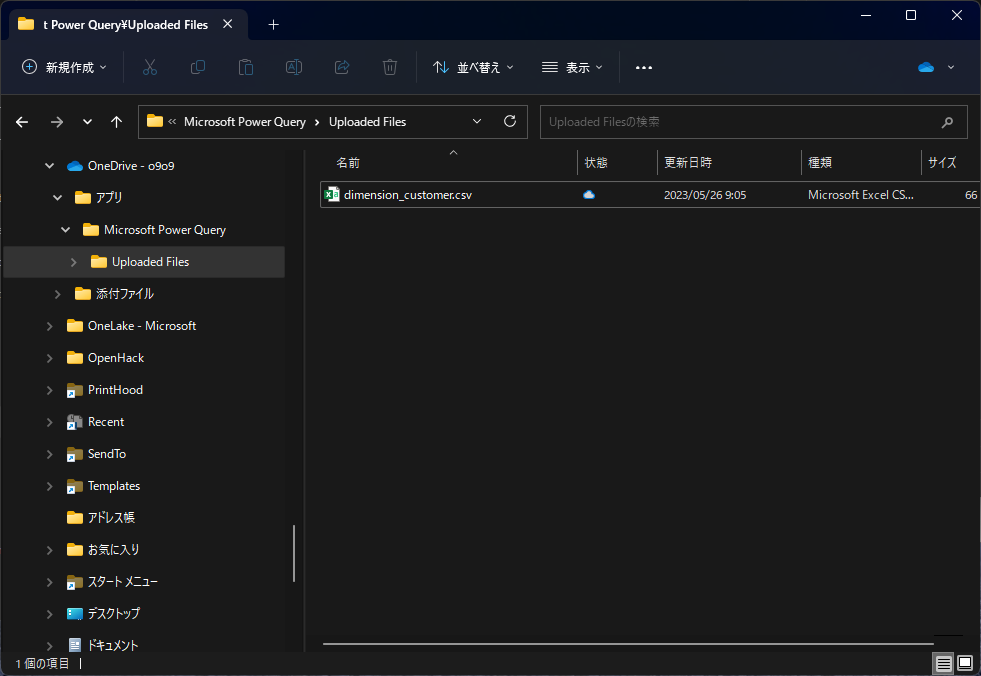 t Power Query¥Uploaded Files
新規作成
並べ替え
表示
« Microsoft Power Query › Uploaded Files
Uploaded Filesの検索
名前 状態 更新日時 種類 サイズ
dimension_customer.csv 2023/05/26 9:05 Microsoft Excel CS... 66
OneDrive - o9o9
アプリ
Microsoft Power Query
Uploaded Files
添付ファイル
OneLake - Microsoft
OpenHack
PrintHood
Recent
SendTo
Templates
アドレス帳
お気に入り
スタート メニュー
デスクトップ
ドキュメント
1 個の項目